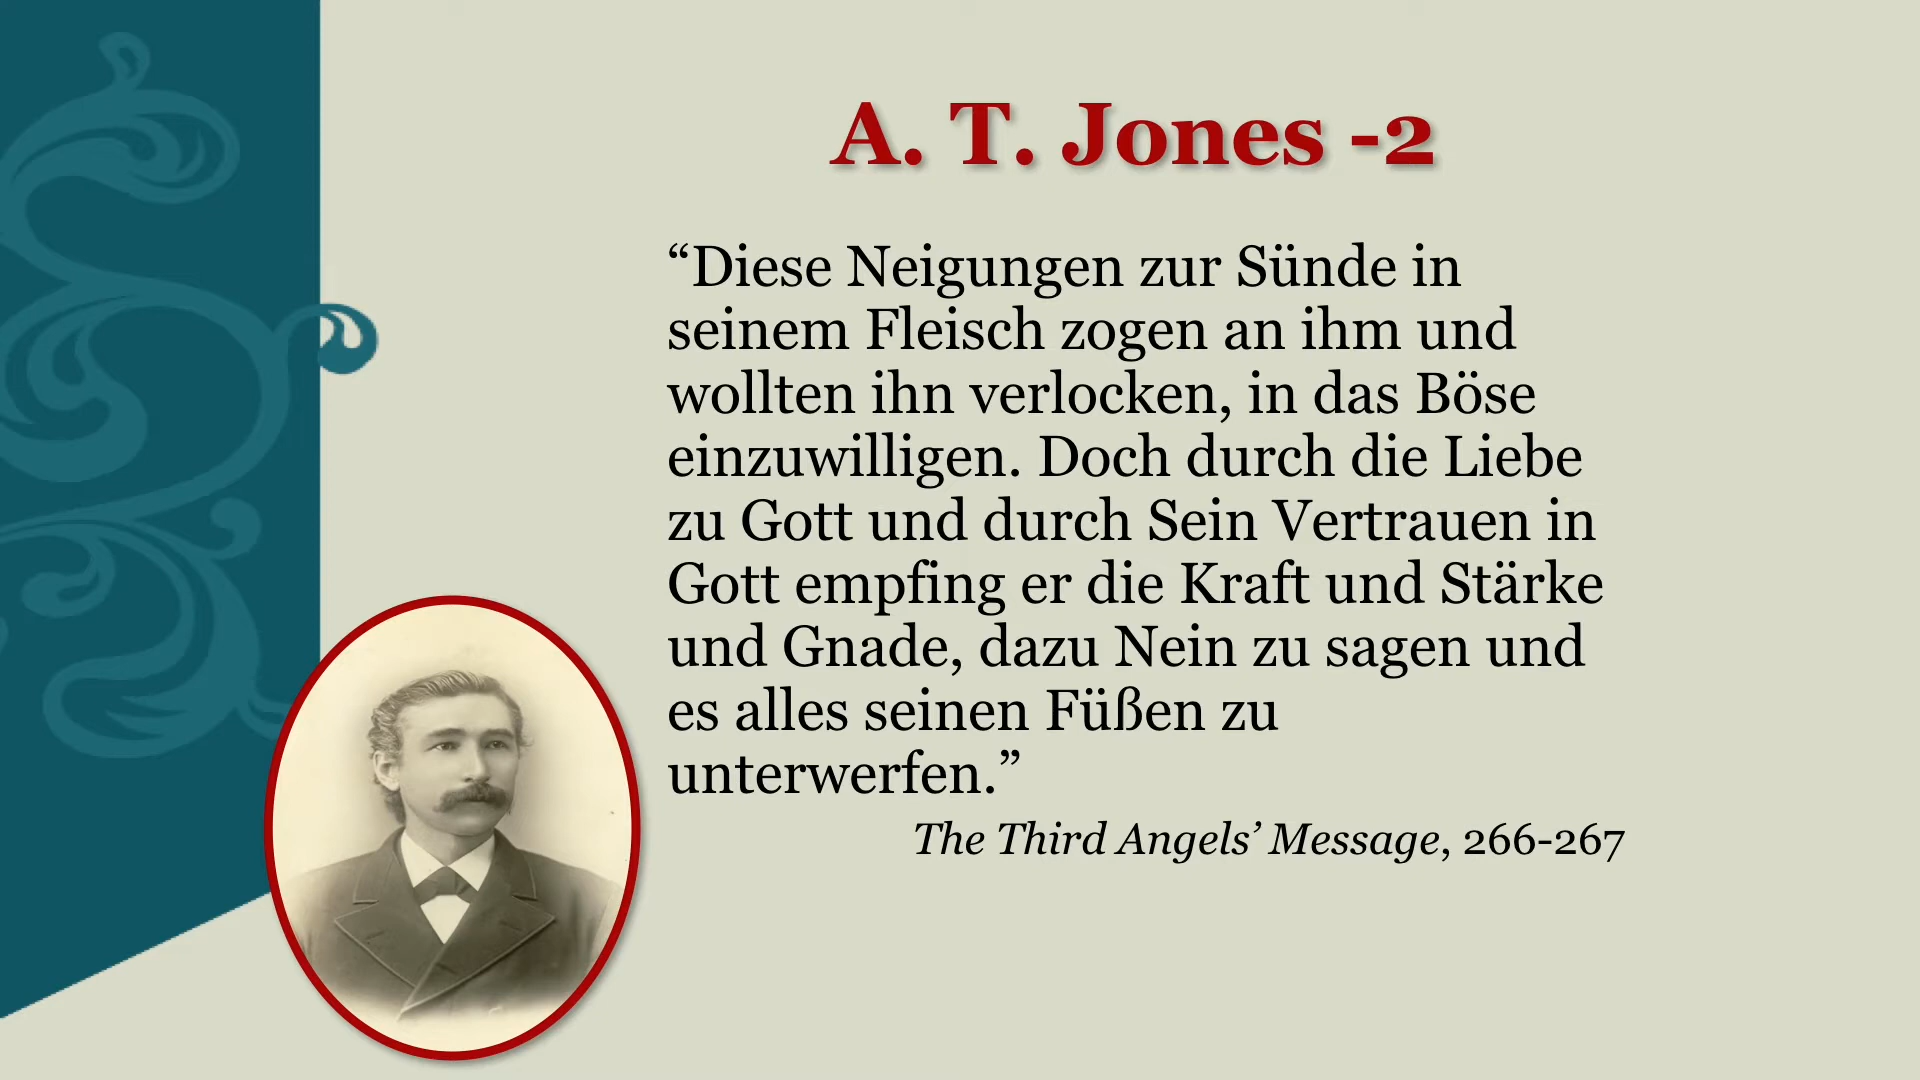 A. T. Jones -2
“Diese Neigungen zur Sünde in
seinem Fleisch zogen an ihm und
wollten ihn verlocken, in das Böse
einzuwilligen. Doch durch die Liebe
zu Gott und durch Sein Vertrauen in
Gott empfing er die Kraft und Stärke
und Gnade, dazu Nein zu sagen und
es alles seinen Füßen zu
unterwerfen.”
The Third Angels’ Message, 266-267